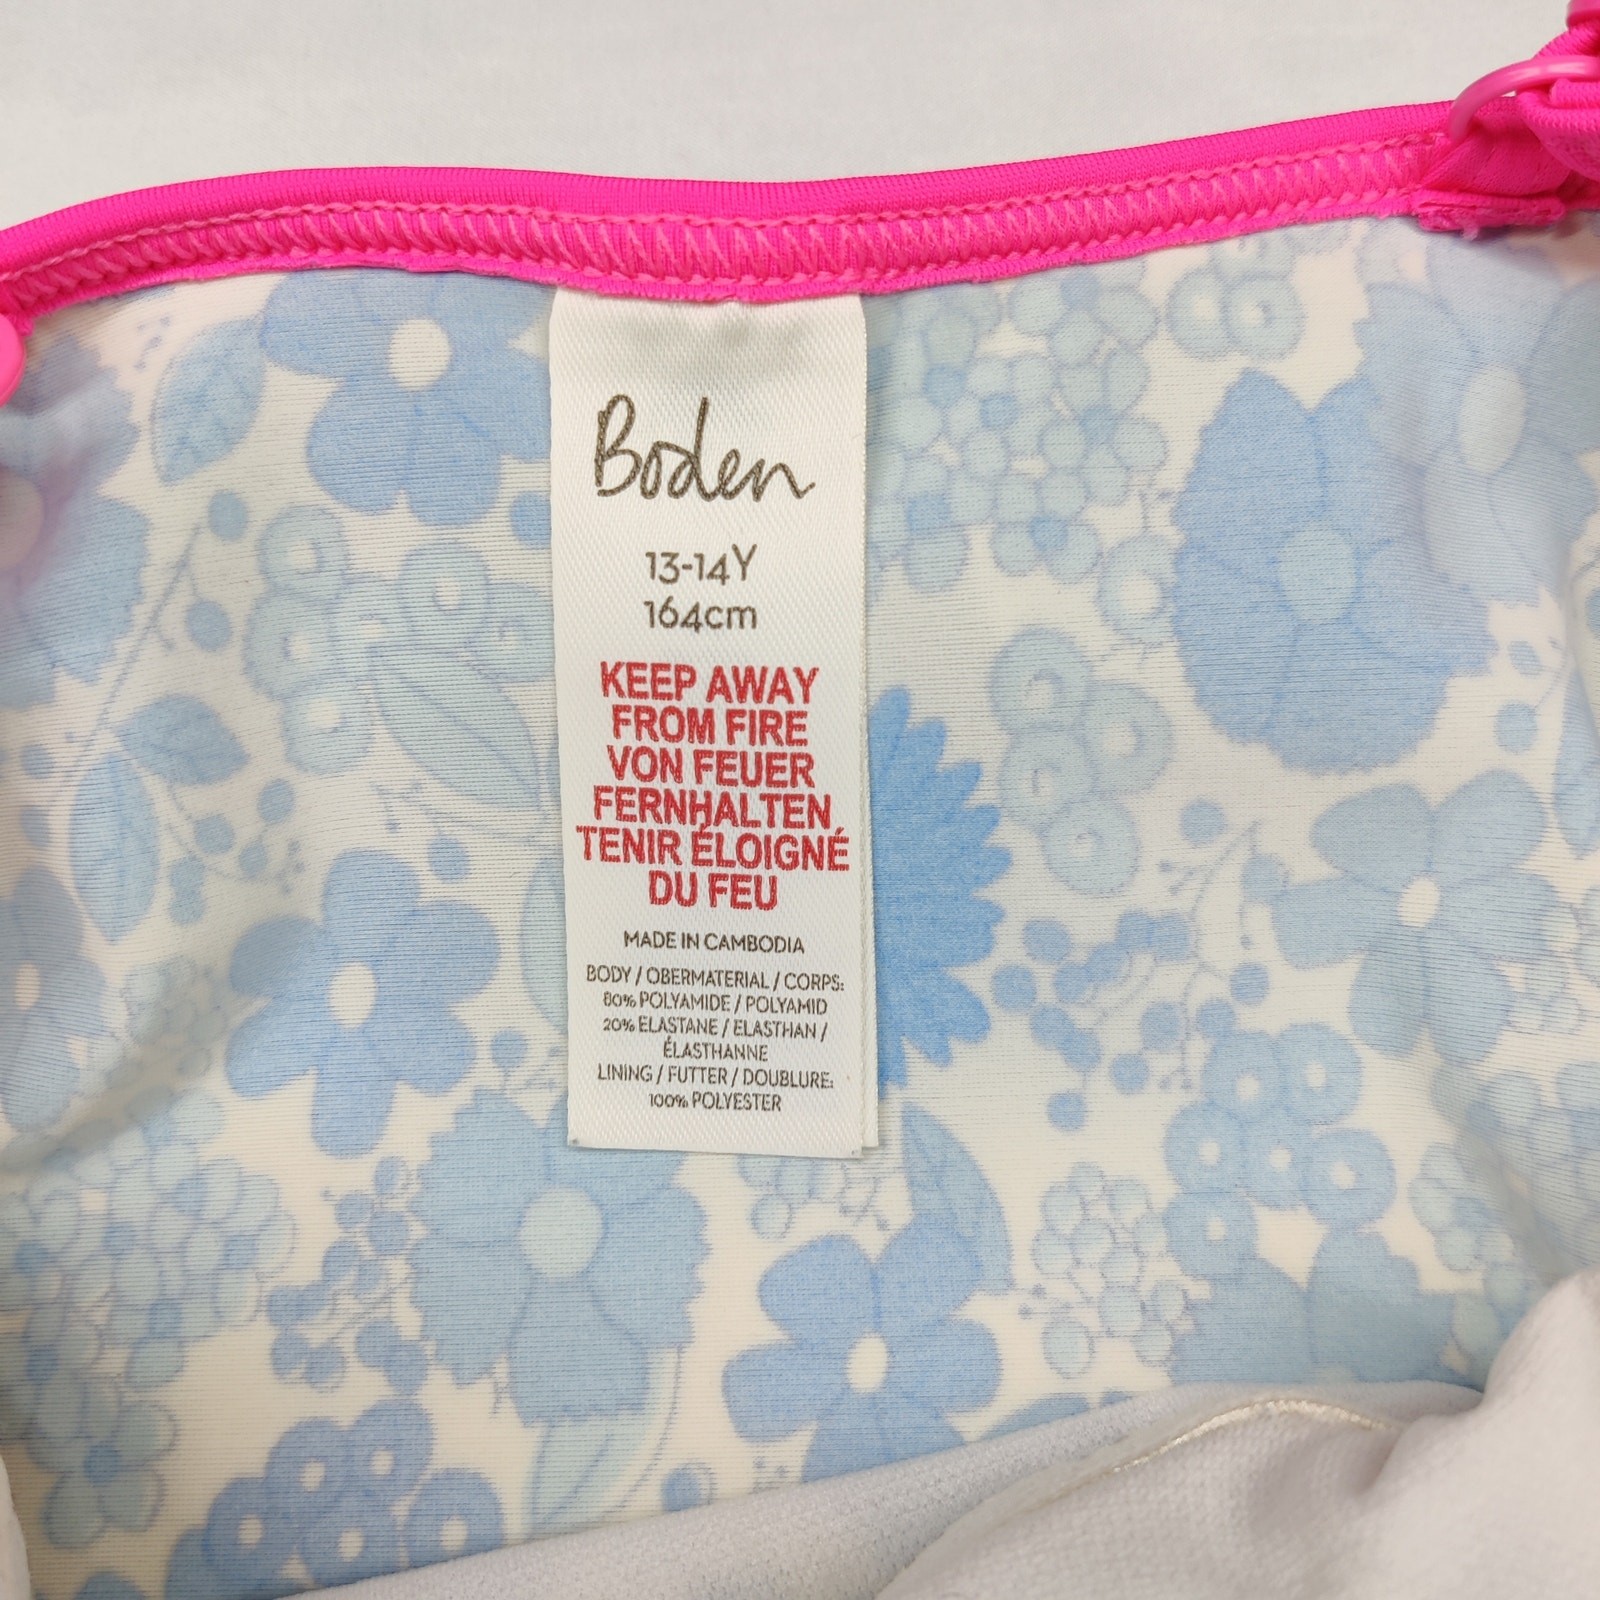 Boden
13-14Y
164cm
KEEP AWAY
FROM FIRE
VON FEUER
FERNHALTEN
TENIR ÉLOIGNÉ
DU FEU
MADE IN CAMBODIA
BODY / OBERMATERIAL / CORPS:
80% POLYAMIDE / POLYAMID
20% ELASTANE / ELASTHAN /
ÉLASTHANNE
LINING / FUTTER / DOUBLURE:
100% POLYESTER